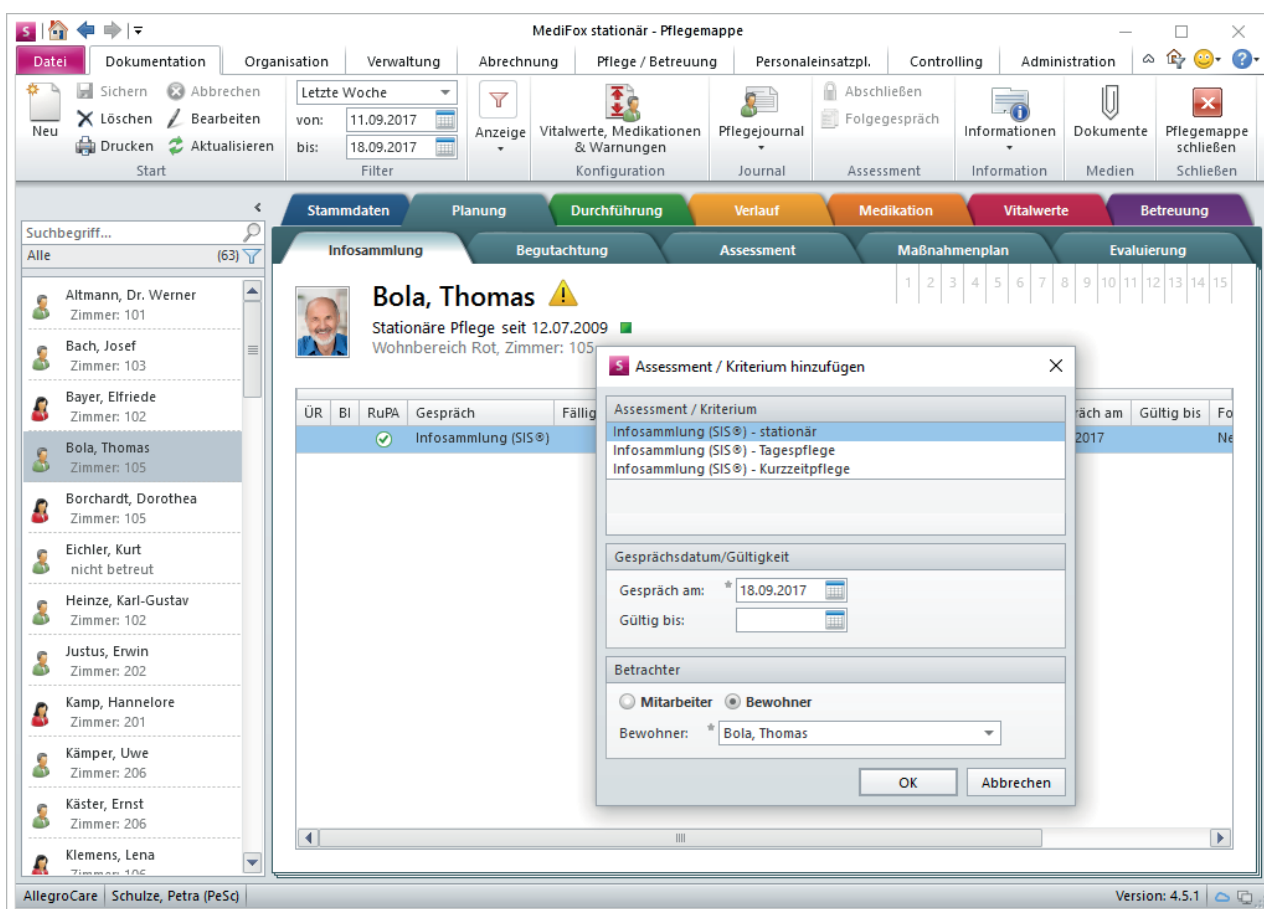 S
MediFox stationär - Pflegemappe
Datei Dokumentation Organisation Verwaltung Abrechnung Pflege / Betreuung Personaleinsatzpl. Controlling Administration
Neu
Sichern Abbrechen
Löschen Bearbeiten
Drucken Aktualisieren
Start
Letzte Woche
von: 11.09.2017
bis: 18.09.2017
Filter
Anzeige
Vitalwerte, Medikationen
& Warnungen
Konfiguration
Pflegejournal
Journal
Abschließen
Folgegespräch
Assessment
Informationen
Information
Dokumente
Medien
Pflegemappe
schließen
Schließen
Suchbegriff...
Alle (63)
Altmann, Dr. Werner
Zimmer: 101
Bach, Josef
Zimmer: 103
Bayer, Elfriede
Zimmer: 102
Bola, Thomas
Zimmer: 105
Borchardt, Dorothea
Zimmer: 105
Eichler, Kurt
nicht betreut
Heinze, Karl-Gustav
Zimmer: 102
Justus, Erwin
Zimmer: 202
Kamp, Hannelore
Zimmer: 201
Kämper, Uwe
Zimmer: 206
Käster, Ernst
Zimmer: 206
Klemens, Lena
Zimmer: 106
Stammdaten Planung Durchführung Verlauf Medikation Vitalwerte Betreuung
Infosammlung Begutachtung Assessment Maßnahmenplan Evaluierung
1 2 3 4 5 6 7 8 9 10 11 12 13 14 15
Bola, Thomas
Stationäre Pflege seit 12.07.2009
Wohnbereich Rot, Zimmer: 105
ÜR BI RuPA Gespräch Fällig räch am Gültig bis Fo
Infosammlung (SIS®) 2017 Ne
S Assessment / Kriterium hinzufügen
Assessment / Kriterium
Infosammlung (SIS®) - stationär
Infosammlung (SIS®) - Tagespflege
Infosammlung (SIS®) - Kurzzeitpflege
Gesprächsdatum/Gültigkeit
Gespräch am: * 18.09.2017
Gültig bis:
Betrachter
Mitarbeiter Bewohner
Bewohner: * Bola, Thomas
OK Abbrechen
AllegroCare Schulze, Petra (PeSc) Version: 4.5.1